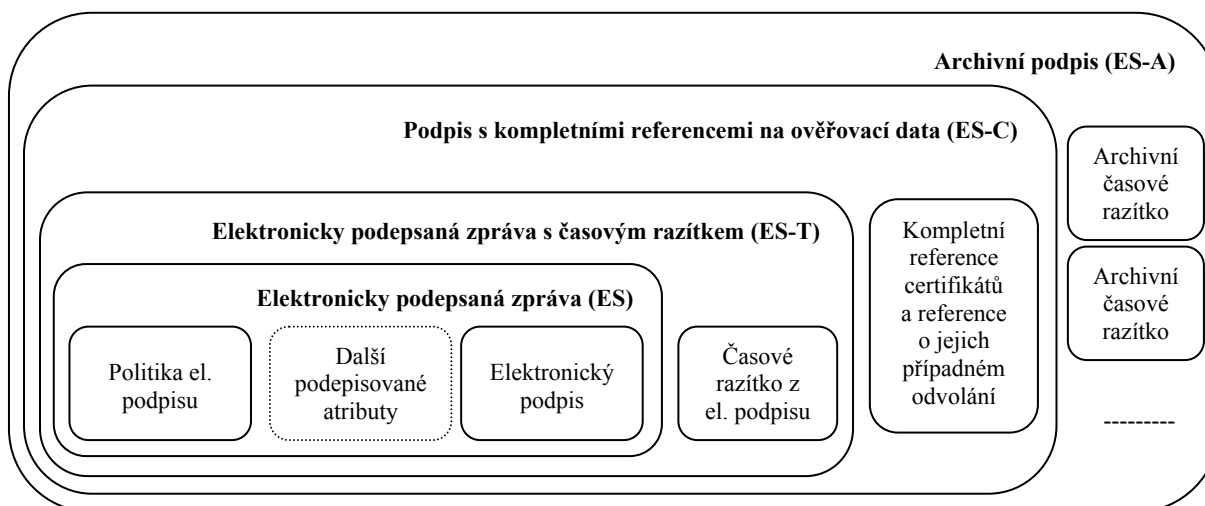 Archivní podpis (ES-A)
Podpis s kompletními referencemi na ověřovací data (ES-C)
Elektronicky podepsaná zpráva s časovým razítkem (ES-T)
Elektronicky podepsaná zpráva (ES)
Politika el.
podpisu
Další
podepisované
atributy
Elektronický
podpis
Časové
razítko z
el. podpisu
Kompletní
reference
certifikátů
a reference
o jejich
případném
odvolání
Archivní
časové
razítko
Archivní
časové
razítko
---------